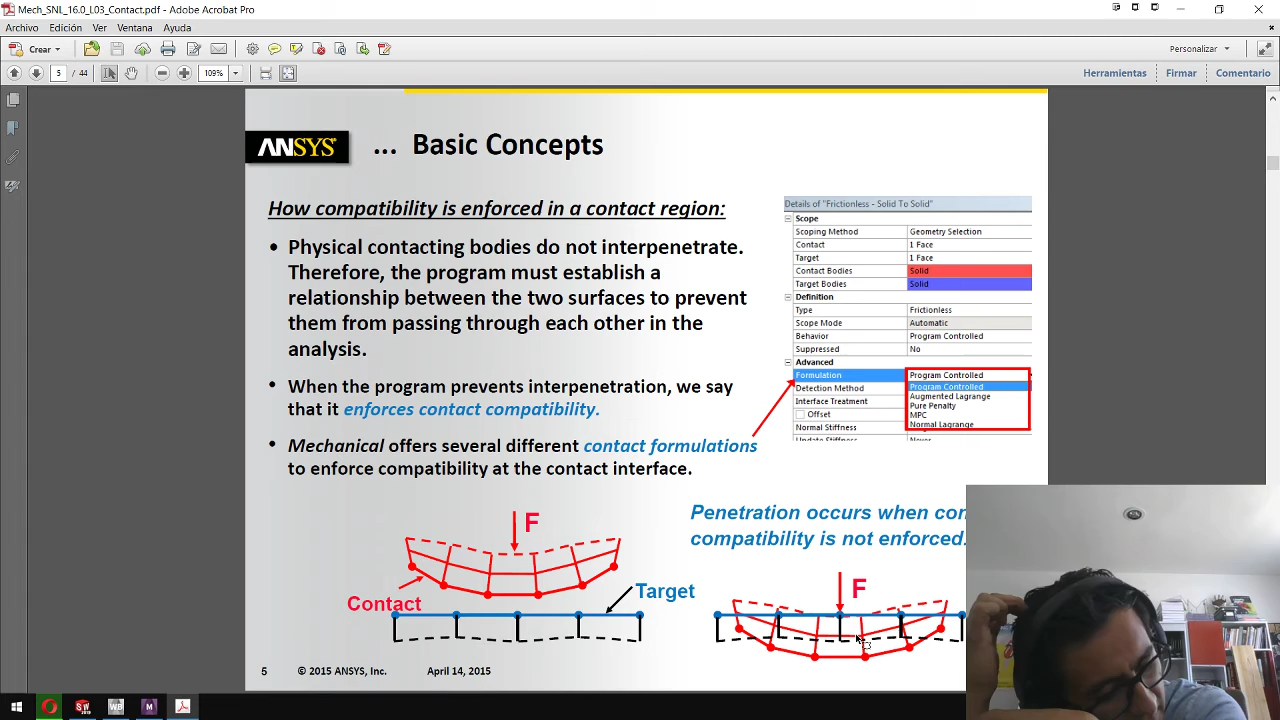 Mech_SNL_16.0_L03_Contact.pdf - Adobe Acrobat Pro
Archivo Edición Ver Ventana Ayuda
Crear
Personalizar
5 / 44
109%
Herramientas Firmar Comentario
ANSYS
... Basic Concepts
How compatibility is enforced in a contact region:
• Physical contacting bodies do not interpenetrate.
Therefore, the program must establish a
relationship between the two surfaces to prevent
them from passing through each other in the
analysis.
• When the program prevents interpenetration, we say
that it enforces contact compatibility.
• Mechanical offers several different contact formulations
to enforce compatibility at the contact interface.
Details of "Frictionless - Solid To Solid"
Scope
Scoping Method Geometry Selection
Contact 1 Face
Target 1 Face
Contact Bodies Solid
Target Bodies Solid
Definition
Type Frictionless
Scope Mode Automatic
Behavior Program Controlled
Suppressed No
Advanced
Formulation Program Controlled
Program Controlled
Detection Method
Augmented Lagrange
Interface Treatment
Pure Penalty
Offset
MPC
Normal Stiffness
Normal Lagrange
Update Stiffness Never
Penetration occurs when
compatibility is not enforced.
F
Contact
Target
F
5 © 2015 ANSYS, Inc. April 14, 2015
SW
2015
WB
M